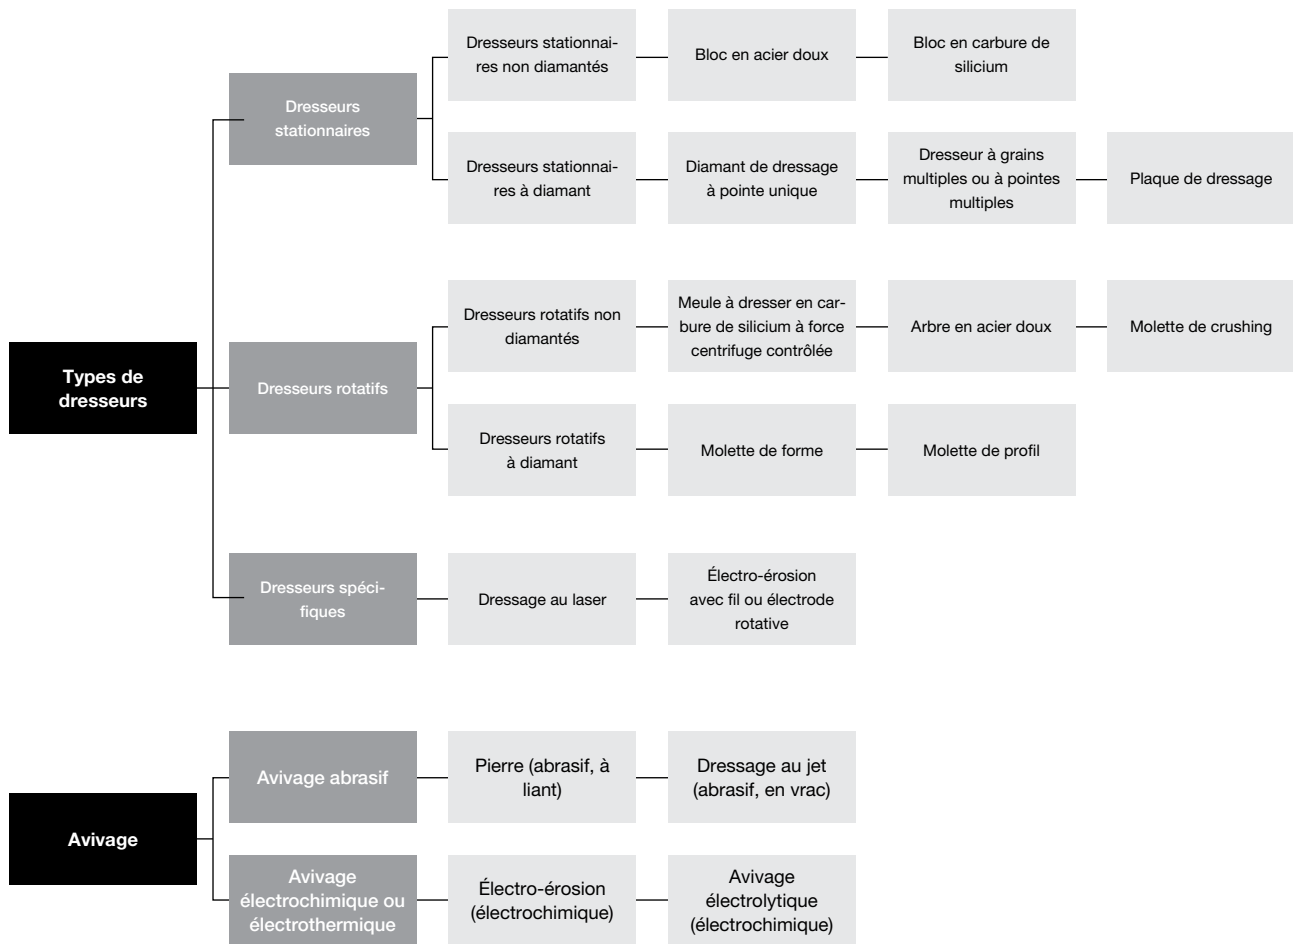 Dresseurs stationnai-
res non diamantés
Bloc en acier doux
Bloc en carbure de
silicium
Dresseurs
stationnaires
Dresseurs stationnai-
res à diamant
Diamant de dressage
à pointe unique
Dresseur à grains
multiples ou à pointes
multiples
Plaque de dressage
Types de
dresseurs
Dresseurs rotatifs
Dresseurs rotatifs non
diamantés
Meule à dresser en car-
bure de silicium à force
centrifuge contrôlée
Arbre en acier doux
Molette de crushing
Dresseurs rotatifs
à diamant
Molette de forme
Molette de profil
Dresseurs spéci-
fiques
Dressage au laser
Électro-érosion
avec fil ou électrode
rotative
Avivage
Avivage abrasif
Pierre (abrasif, à
liant)
Dressage au jet
(abrasif, en vrac)
Avivage
électrochimique ou
électrothermique
Électro-érosion
(électrochimique)
Avivage
électrolytique
(électrochimique)